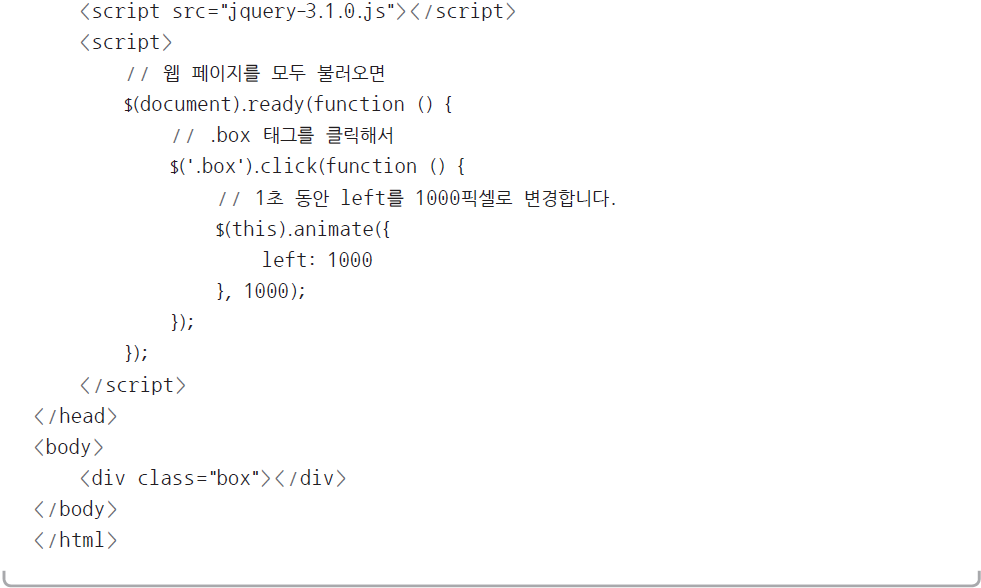 <script src="jquery-3.1.0.js"></script>
<script>
// 웹 페이지를 모두 불러오면
$(document).ready(function () {
// .box 태그를 클릭해서
$('.box').click(function () {
// 1초 동안 left를 1000픽셀로 변경합니다.
$(this).animate({
left: 1000
}, 1000);
});
});
</script>
</head>
<body>
<div class="box"></div>
</body>
</html>